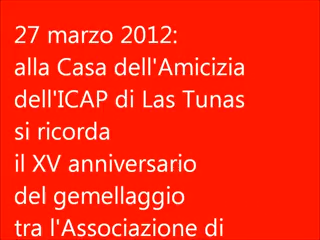 27 marzo 2012:
alla Casa dell'Amicizia
dell'ICAP di Las Tunas
si ricorda
il XV anniversario
del gemellaggio
tra l'Associazione di